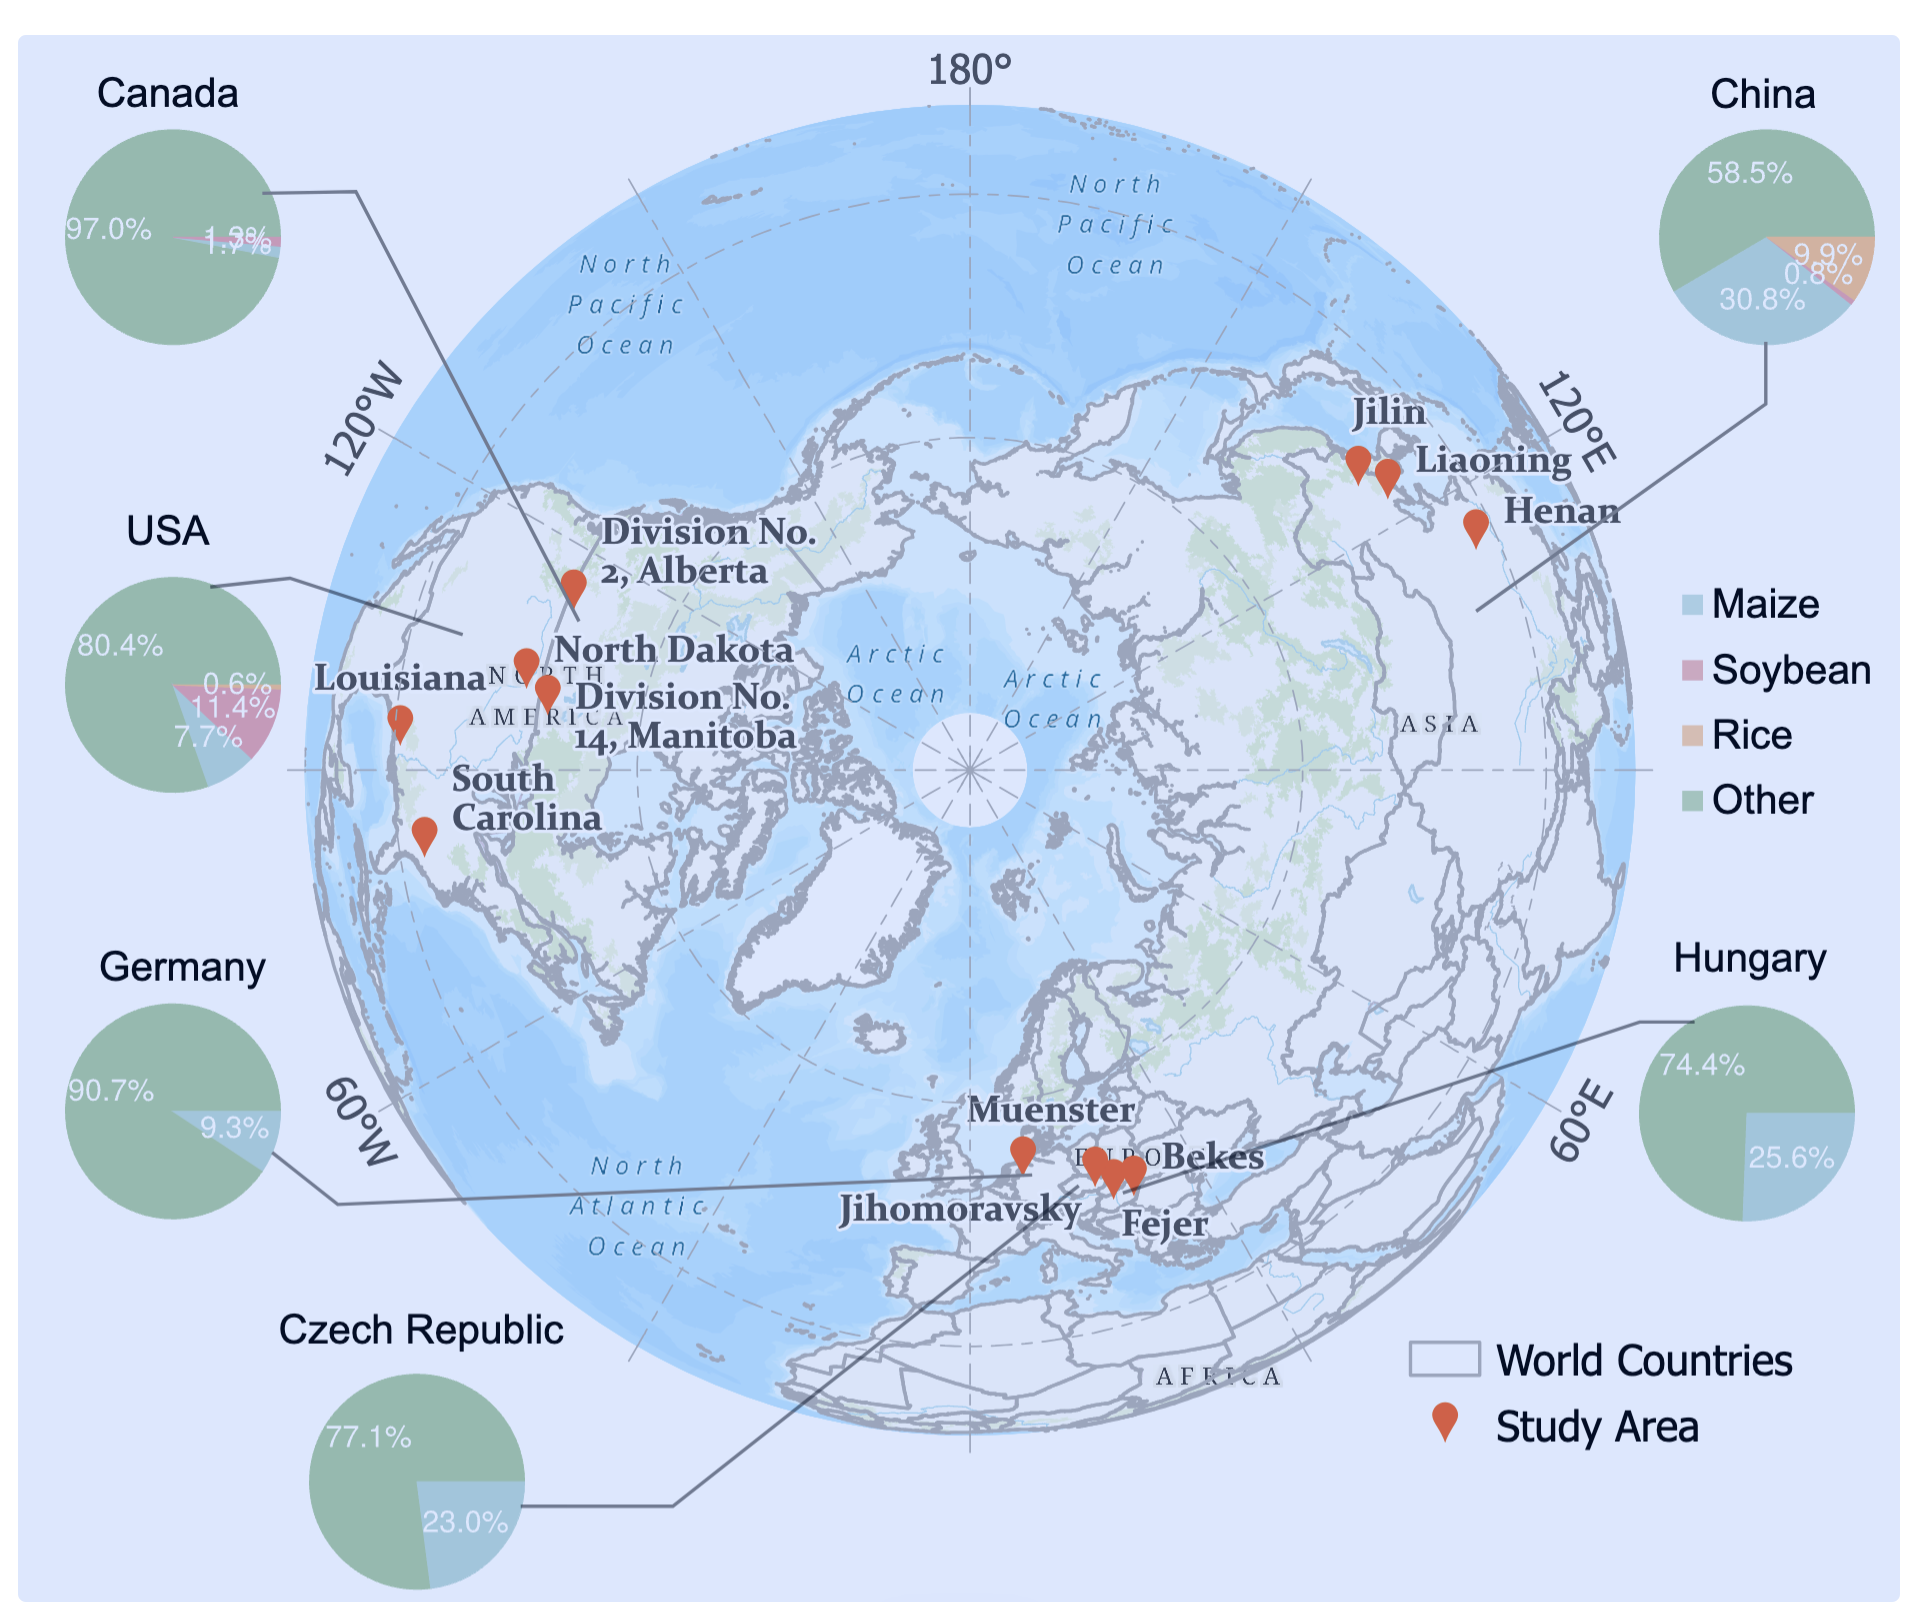 180°
Canada
97.0%
1.7%
120°W
North
Pacific
Ocean
North
Pacific
Ocean
China
58.5%
9.9%
0.8%
30.8%
120°E
Jilin
Liaoning
Henan
USA
80.4%
0.6%
11.4%
7.7%
Division No.
2, Alberta
North Dakota
Louisiana
NORTH
AMERICA
Division No.
14, Manitoba
South
Carolina
Arctic
Ocean
Arctic
Ocean
ASIA
Maize
Soybean
Rice
Other
Germany
90.7%
9.3%
60°W
Hungary
74.4%
25.6%
60°E
Muenster
Bekes
Jihomoravsky
Fejer
North
Atlantic
Ocean
AFRICA
Czech Republic
77.1%
23.0%
World Countries
Study Area